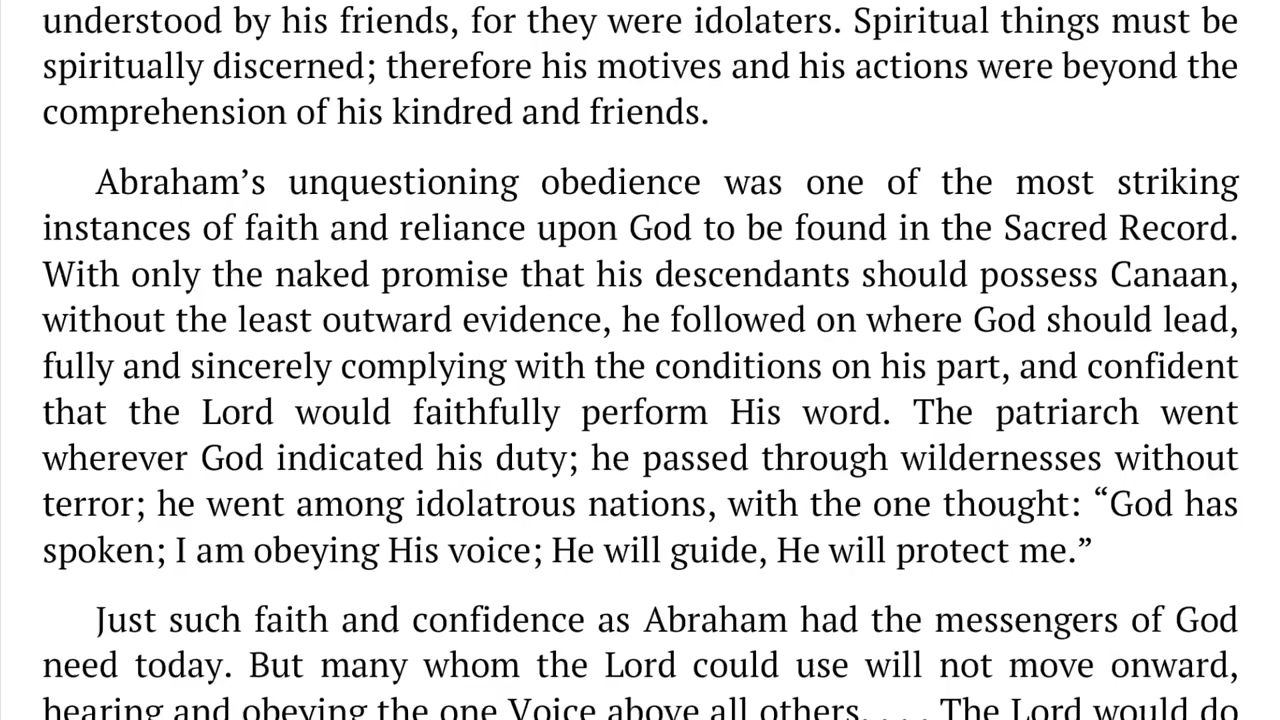 understood by his friends, for they were idolaters. Spiritual things must be
spiritually discerned; therefore his motives and his actions were beyond the
comprehension of his kindred and friends.
Abraham’s unquestioning obedience was one of the most striking
instances of faith and reliance upon God to be found in the Sacred Record.
With only the naked promise that his descendants should possess Canaan,
without the least outward evidence, he followed on where God should lead,
fully and sincerely complying with the conditions on his part, and confident
that the Lord would faithfully perform His word. The patriarch went
wherever God indicated his duty; he passed through wildernesses without
terror; he went among idolatrous nations, with the one thought: “God has
spoken; I am obeying His voice; He will guide, He will protect me.”
Just such faith and confidence as Abraham had the messengers of God
need today. But many whom the Lord could use will not move onward,
hearing and obeying the one Voice above all others. . . . The Lord would do